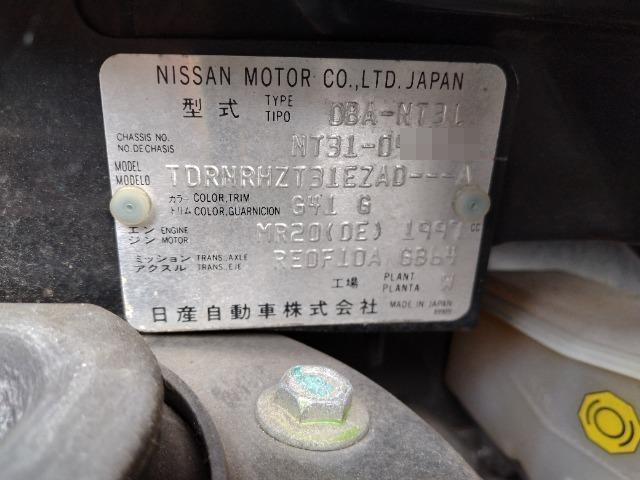 NISSAN MOTOR CO., LTD. JAPAN
型式 TYPE TIPO DBA-NT31
CHASSIS NO. NO. DE CHASIS NT31-0
MODEL MODELO TDRNRHZT31EZAD---A
カラー COLOR, TRIM トリム COLOR, GUARNICION G41 G
エンジン ENGINE MOTOR MR20(DE) 1997 cc
ミッション TRANS., AXLE アクスル TRANS., EJE RE0F10A GB64
工場 PLANT PLANTA W
日産自動車株式会社 MADE IN JAPAN